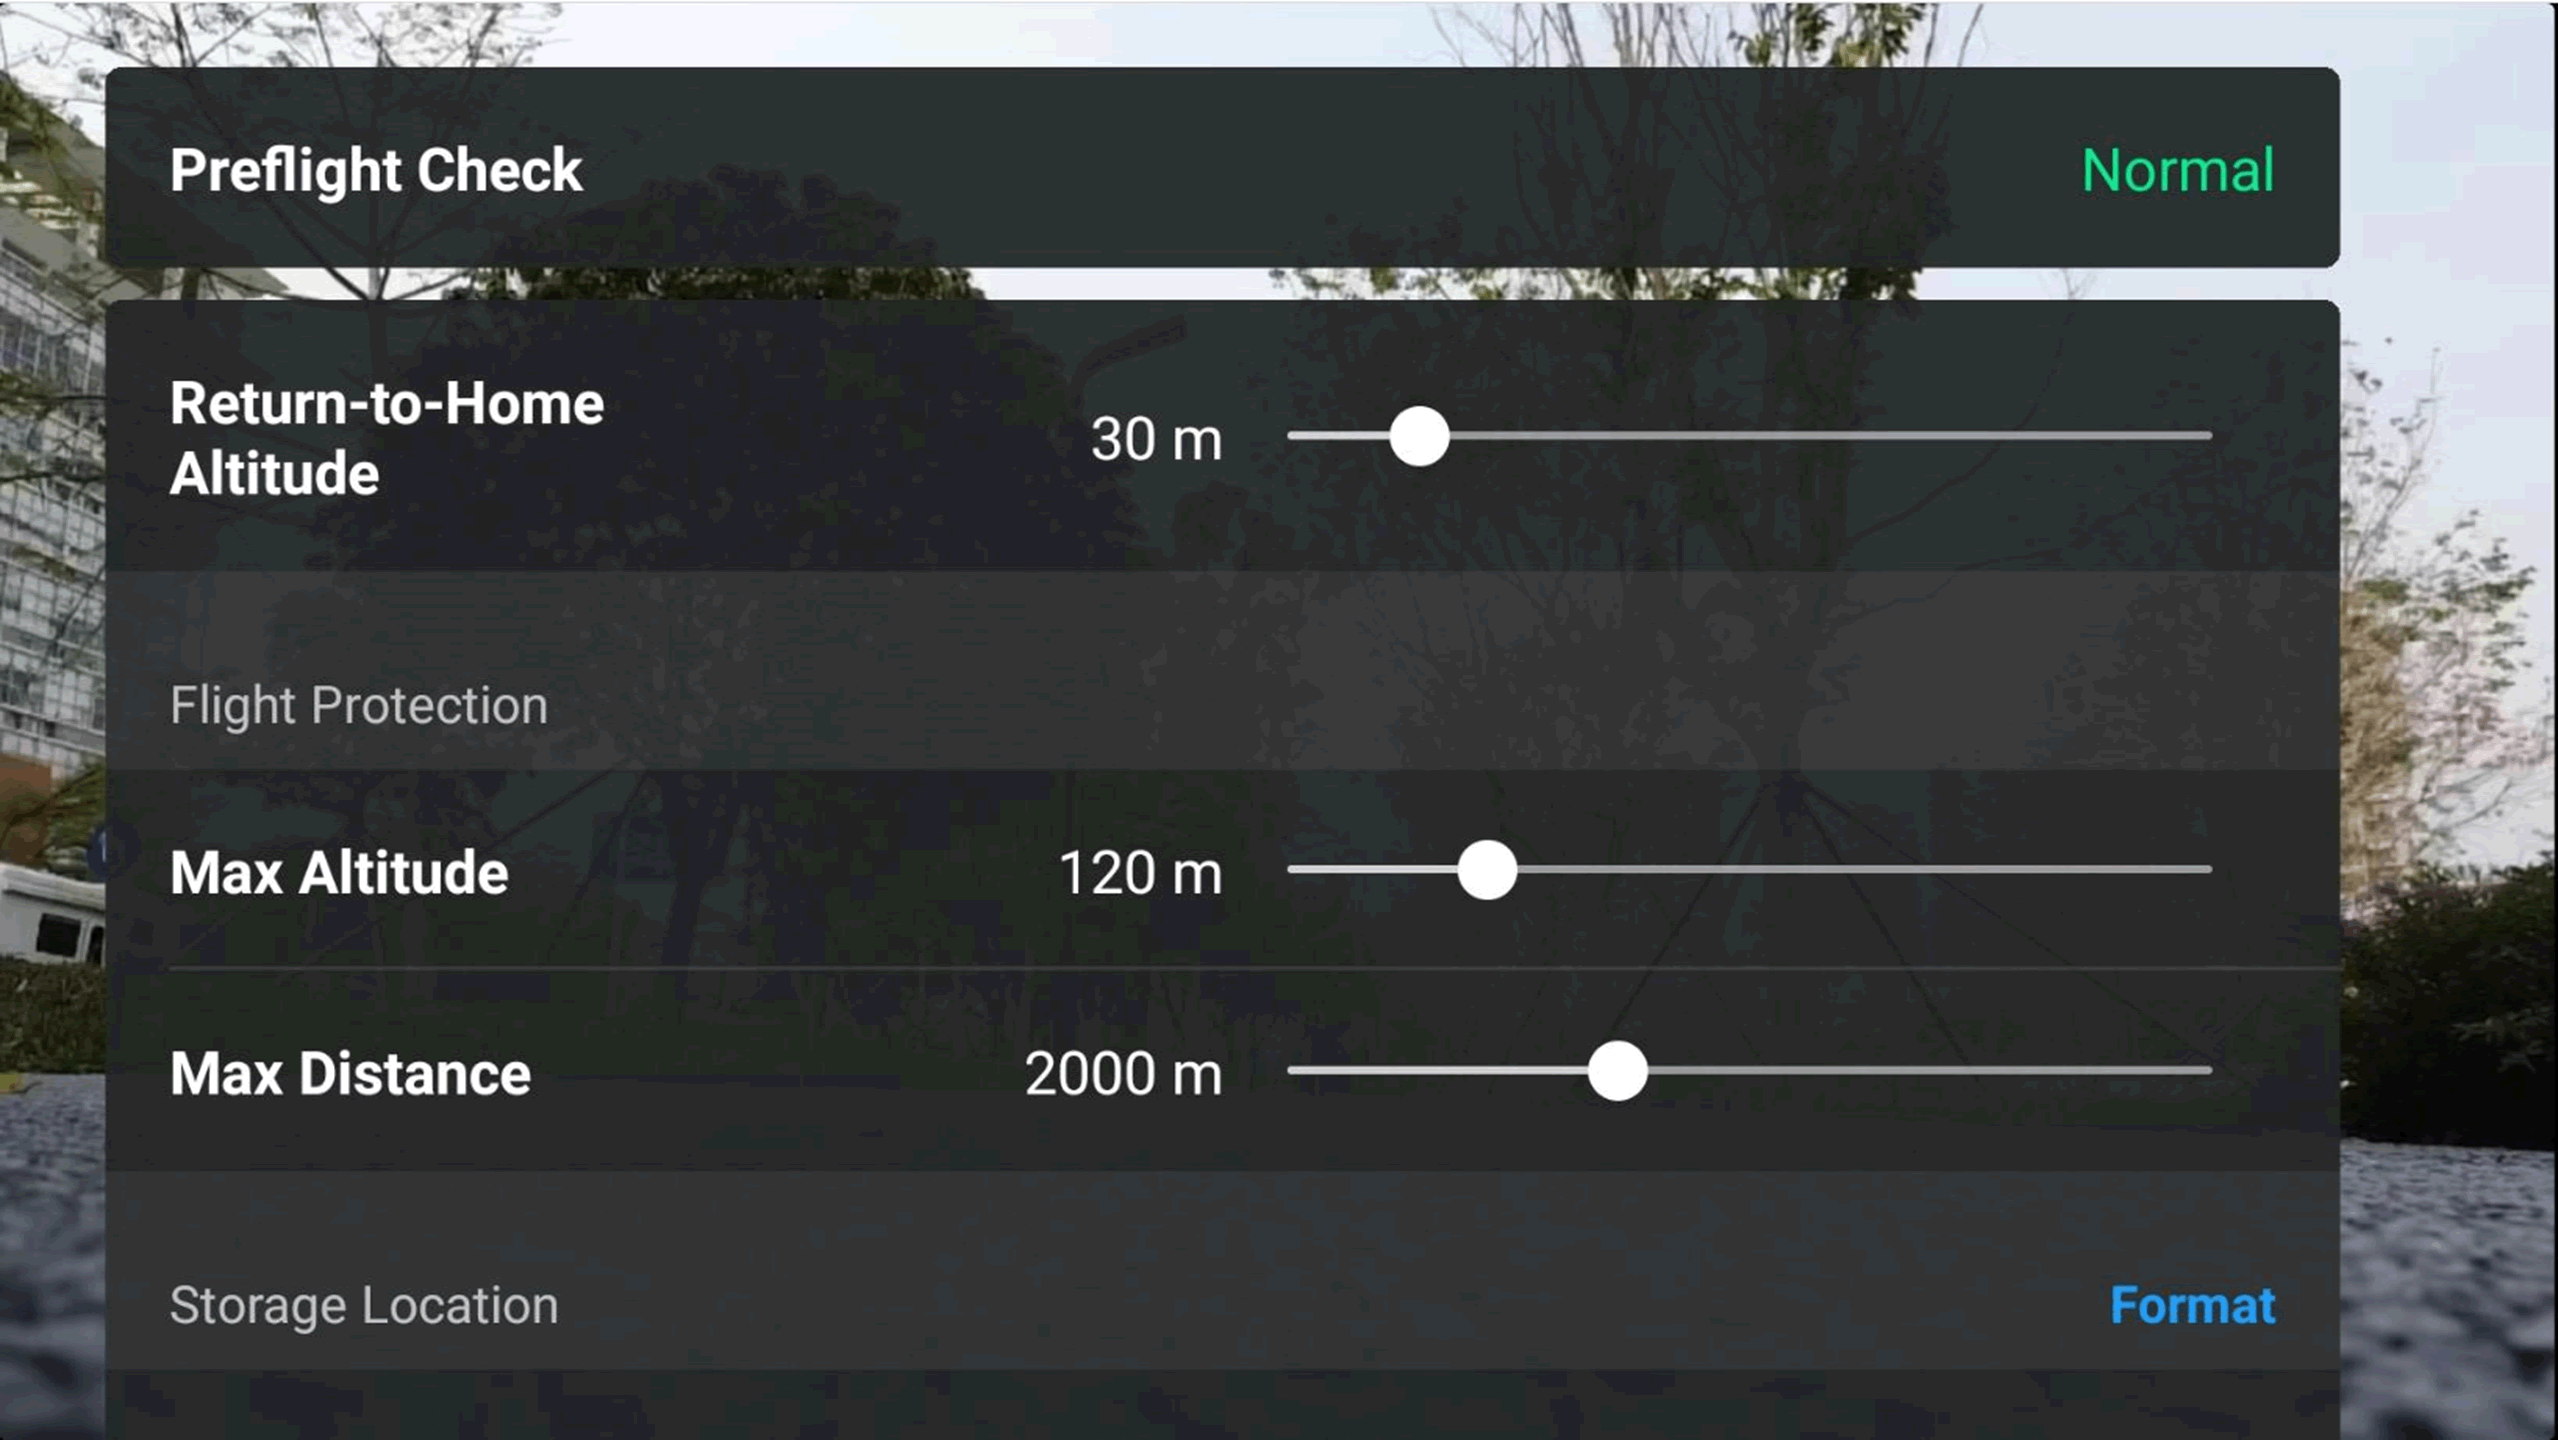 Preflight Check
Normal
Return-to-Home
Altitude
30 m
Flight Protection
Max Altitude
120 m
Max Distance
2000 m
Storage Location
Format